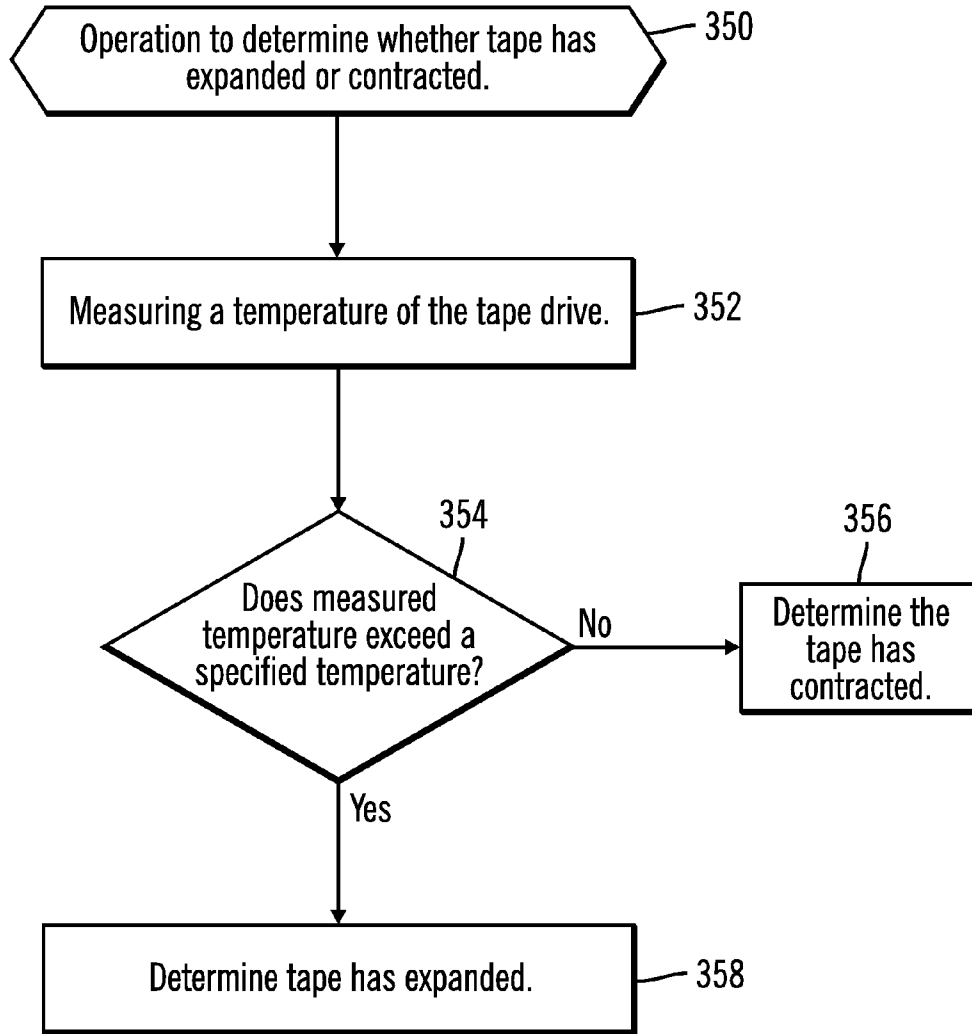 Operation to determine whether tape has
expanded or contracted.
350
Measuring a temperature of the tape drive.
352
354
Does measured
temperature exceed a
specified temperature?
No
356
Determine the
tape has
contracted.
Yes
Determine tape has expanded.
358